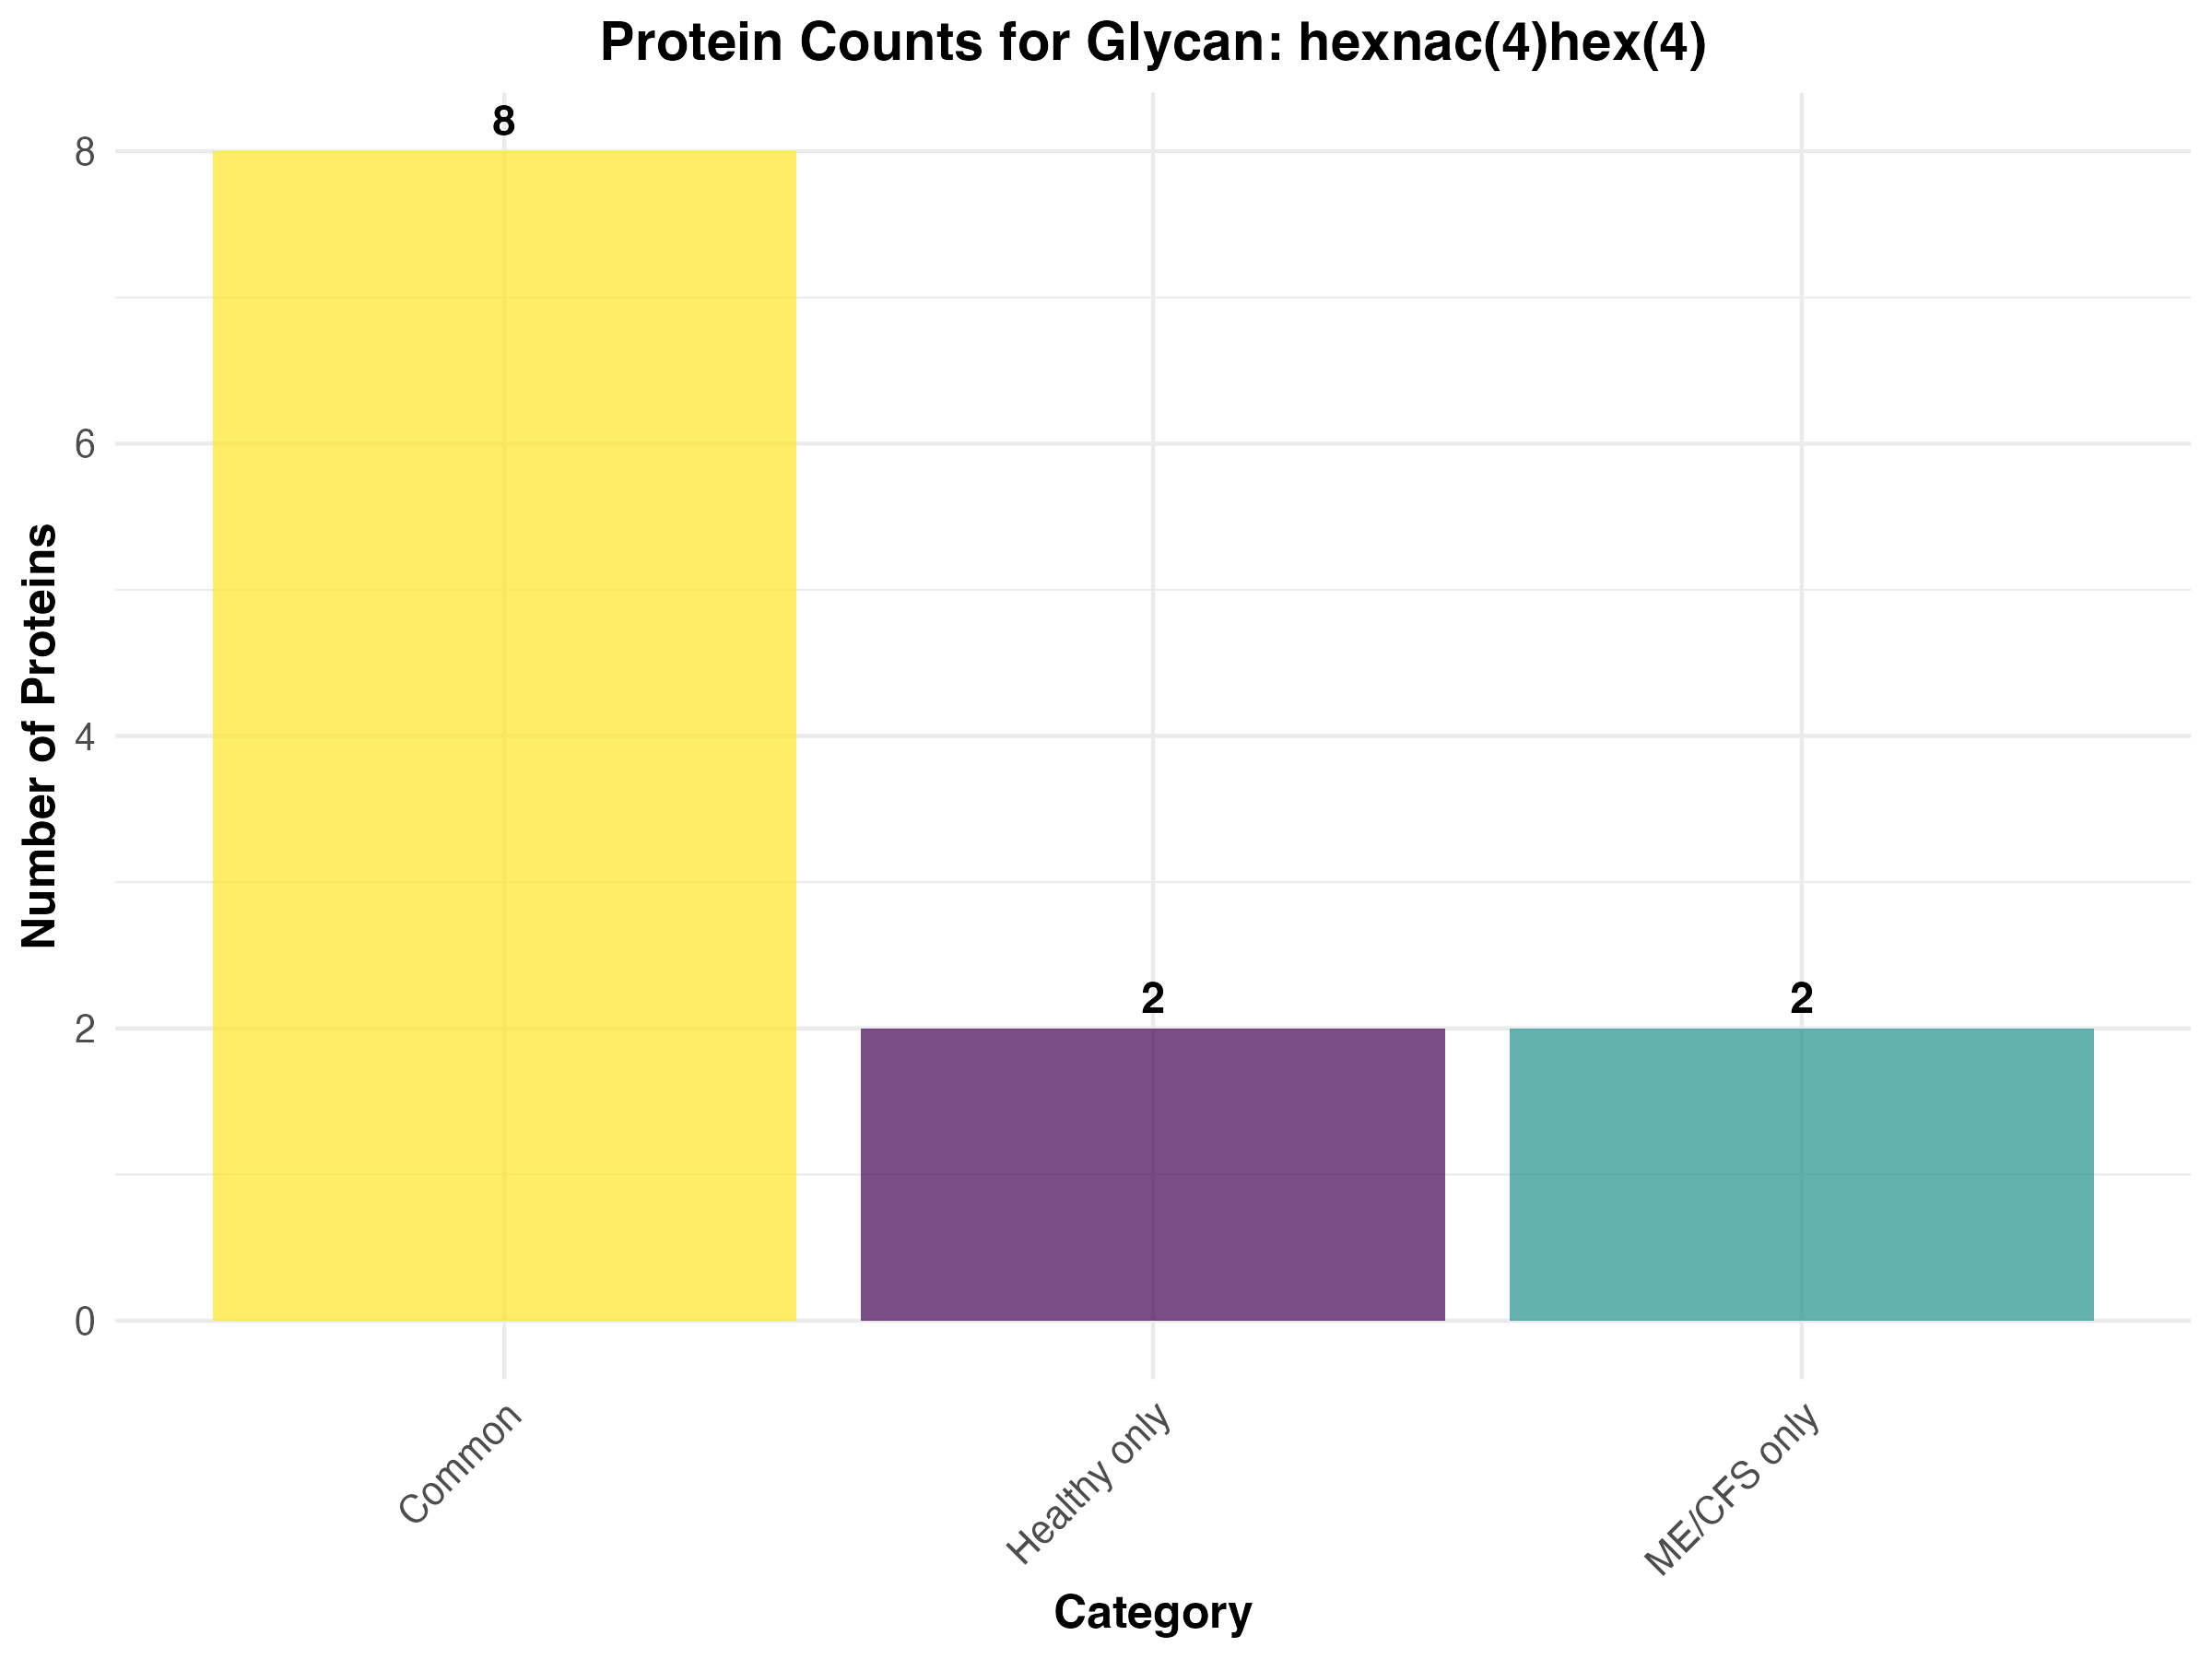 Protein Counts for Glycan: hexnac(4)hex(4)
Number of Proteins
8
6
4
2
0
8
2
2
Common
Healthy only
ME/CFS only
Category